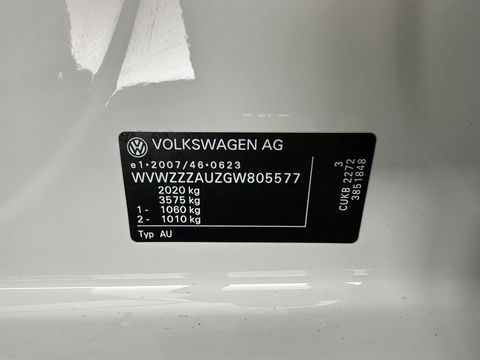 VOLKSWAGEN AG
e1*2007/46*0623
WVWZZZAUZGW805577
2020 kg
3575 kg
1- 1060 kg
2- 1010 kg
Typ AU
3
CUKB 2272
3851848